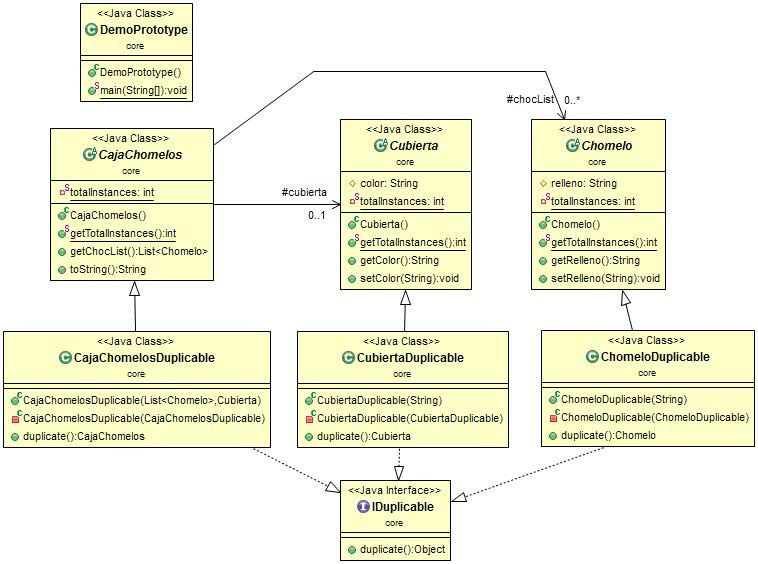 <<Java Class>>
DemoPrototype
core
DemoPrototype()
main(String[]):void
#chocList 0..*
<<Java Class>>
CajaChomelos
core
totalInstances: int
CajaChomelos()
getTotalInstances():int
getChocList():List<Chomelo>
toString():String
#cubierta
0..1
<<Java Class>>
Cubierta
core
color: String
totalInstances: int
Cubierta()
getTotalInstances():int
getColor():String
setColor(String):void
<<Java Class>>
Chomelo
core
relleno: String
totalInstances: int
Chomelo()
getTotalInstances():int
getRelleno():String
setRelleno(String):void
<<Java Class>>
CajaChomelosDuplicable
core
CajaChomelosDuplicable(List<Chomelo>,Cubierta)
CajaChomelosDuplicable(CajaChomelosDuplicable)
duplicate():CajaChomelos
<<Java Class>>
CubiertaDuplicable
core
CubiertaDuplicable(String)
CubiertaDuplicable(CubiertaDuplicable)
duplicate():Cubierta
<<Java Class>>
ChomeloDuplicable
core
ChomeloDuplicable(String)
ChomeloDuplicable(ChomeloDuplicable)
duplicate():Chomelo
<<Java Interface>>
IDuplicable
core
duplicate():Object